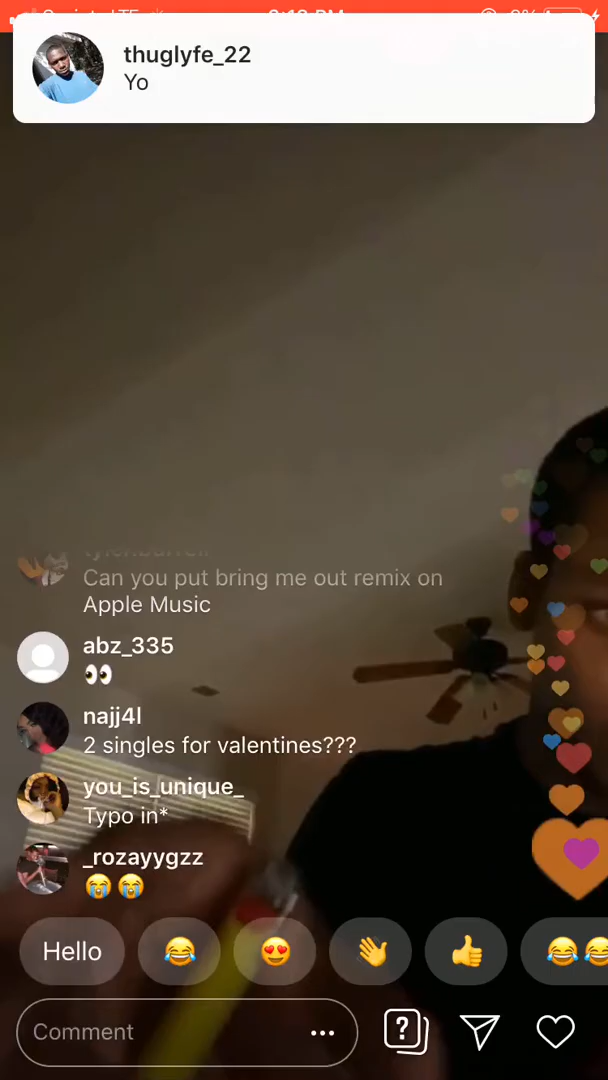 thuglyfe_22
Yo
Can you put bring me out remix on
Apple Music
abz_335
👀
najj4l
2 singles for valentines???
you_is_unique_
Typo in*
_rozayygzz
😭😭
Hello 😂 😍 👋 👍 😂😂
Comment